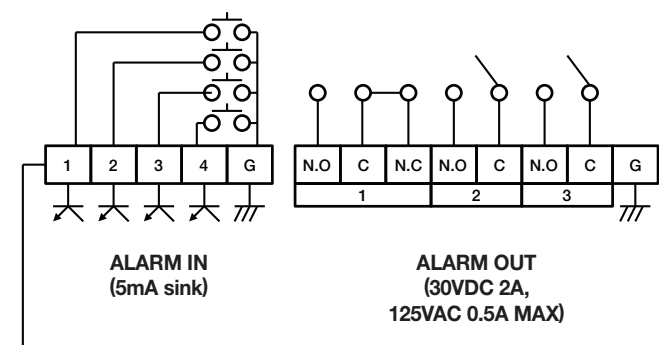 1 2 3 4 G
N.O C N.C N.O C N.O C G
1 2 3
ALARM IN
(5mA sink)
ALARM OUT
(30VDC 2A,
125VAC 0.5A MAX)